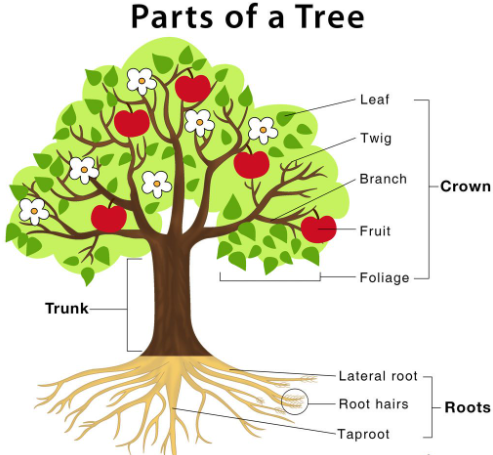 Parts of a Tree
Leaf
Twig
Branch
Crown
Fruit
Foliage
Trunk
Lateral root
Root hairs
Roots
Taproot